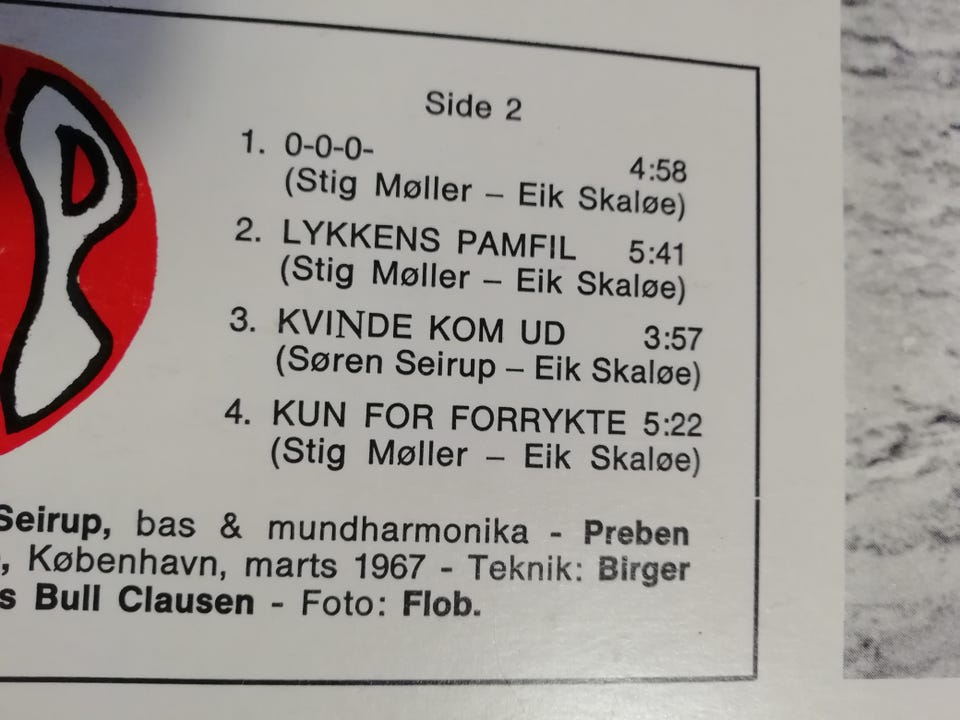 Side 2
1. 0-0-0- 4:58
(Stig Møller – Eik Skaløe)
2. LYKKENS PAMFIL 5:41
(Stig Møller – Eik Skaløe)
3. KVINDE KOM UD 3:57
(Søren Seirup – Eik Skaløe)
4. KUN FOR FORRYKTE 5:22
(Stig Møller – Eik Skaløe)
Seirup, bas & mundharmonika - Preben
, København, marts 1967 - Teknik: Birger
s Bull Clausen - Foto: Flob.